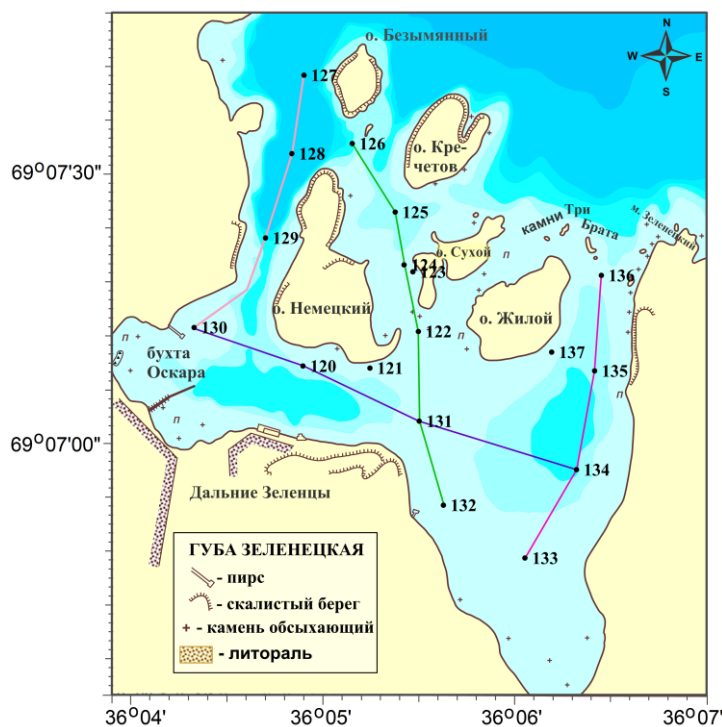 о. Безымянный
N
W
E
S
127
126
128
о. Кре-
четов
69°07'30"
125
Три
камни
Брата
м. Зеленецкий
129
о. Сухой
124
123
136
о. Немецкий
о. Жилой
130
122
137
бухта
Оскара
120
121
135
п
п
п
п
п
131
69°07'00"
134
Дальние Зеленцы
132
133
ГУБА ЗЕЛЕНЕЦКАЯ
- пирс
- скалистый берег
+ - камень обсыхающий
- литораль
36°04'
36°05'
36°06'
36°07'